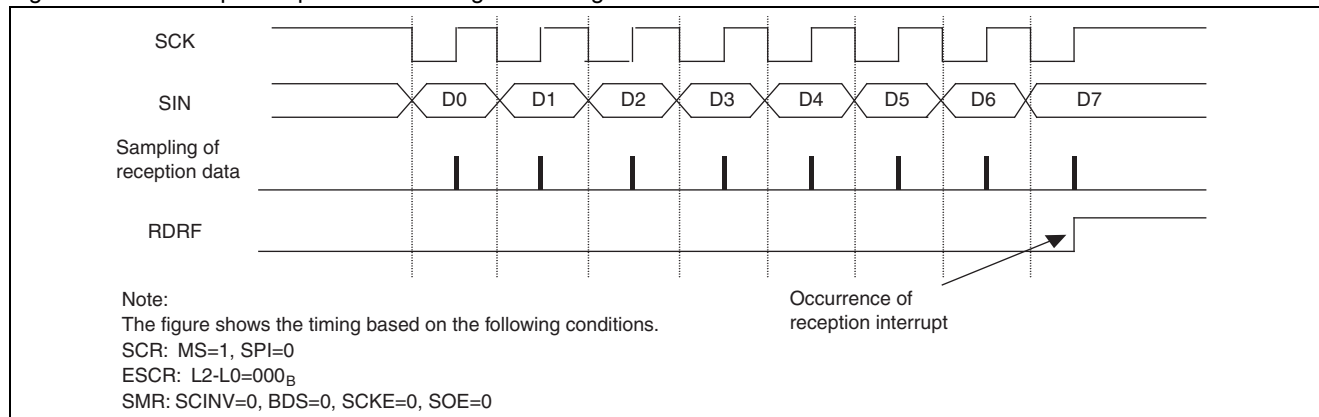 SCK
SIN
D0 D1 D2 D3 D4 D5 D6 D7
Sampling of
reception data
RDRF
Occurrence of
reception interrupt
Note:
The figure shows the timing based on the following conditions.
SCR: MS=1, SPI=0
ESCR: L2-L0=000B
SMR: SCINV=0, BDS=0, SCKE=0, SOE=0